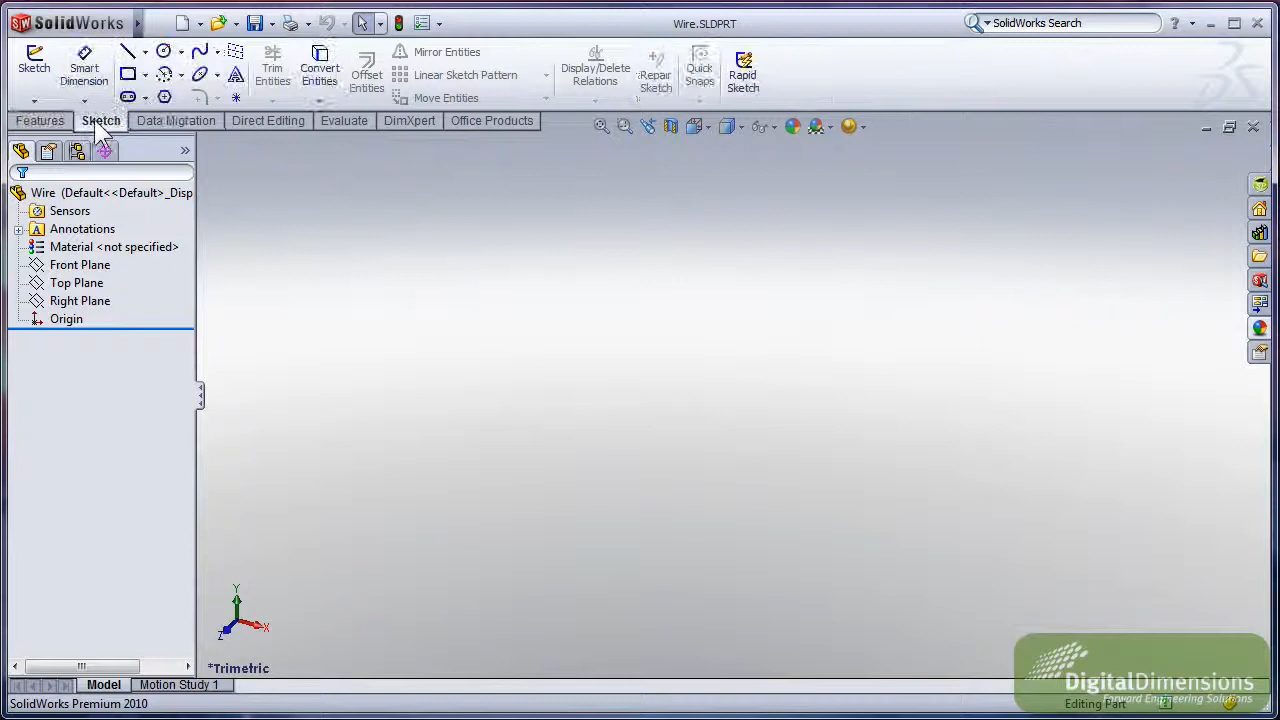 SolidWorks
Wire.SLDPRT
SolidWorks Search
Sketch
Smart
Dimension
Trim
Entities
Convert
Entities
Offset
Entities
Mirror Entities
Linear Sketch Pattern
Move Entities
Display/Delete
Relations
Repair
Sketch
Quick
Snaps
Rapid
Sketch
Features
Sketch
Data Migration
Direct Editing
Evaluate
DimXpert
Office Products
Wire (Default<<Default>_Disp
Sensors
Annotations
Material <not specified>
Front Plane
Top Plane
Right Plane
Origin
Y
X
Z
*Trimetric
Model
Motion Study 1
SolidWorks Premium 2010
Editing Part
DigitalDimensions
Forward Engineering Solutions